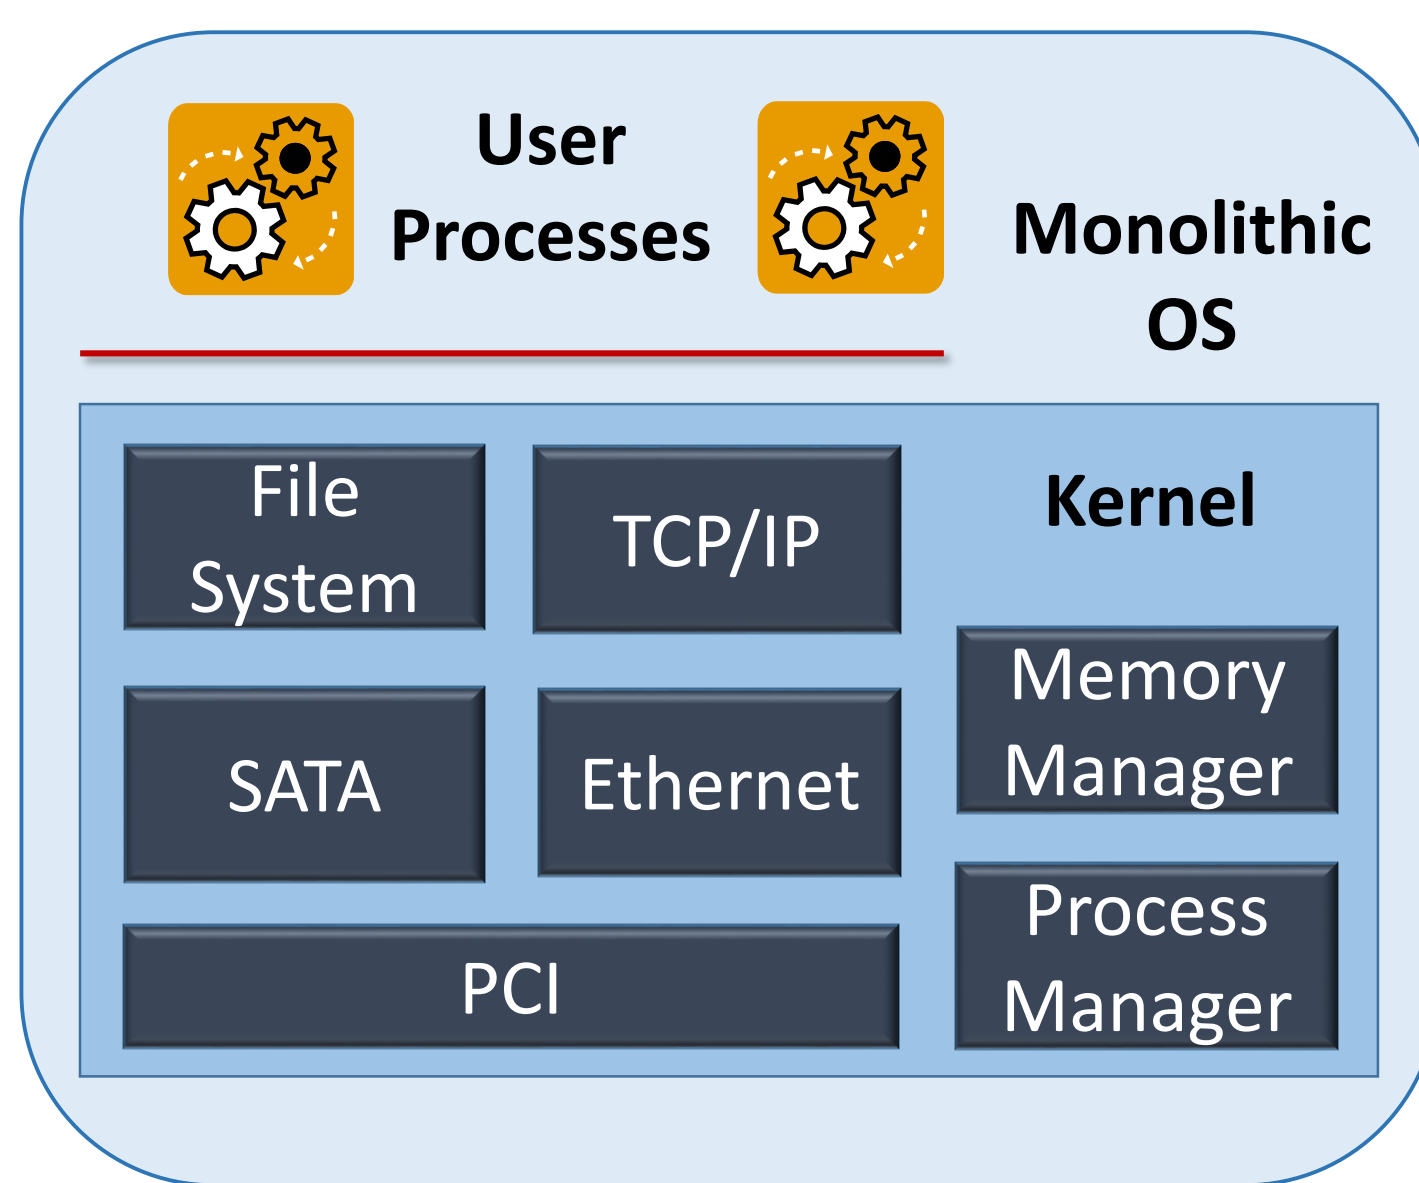 User
Processes
Monolithic
OS
File
System
TCP/IP
Kernel
SATA
Ethernet
Memory
Manager
PCI
Process
Manager